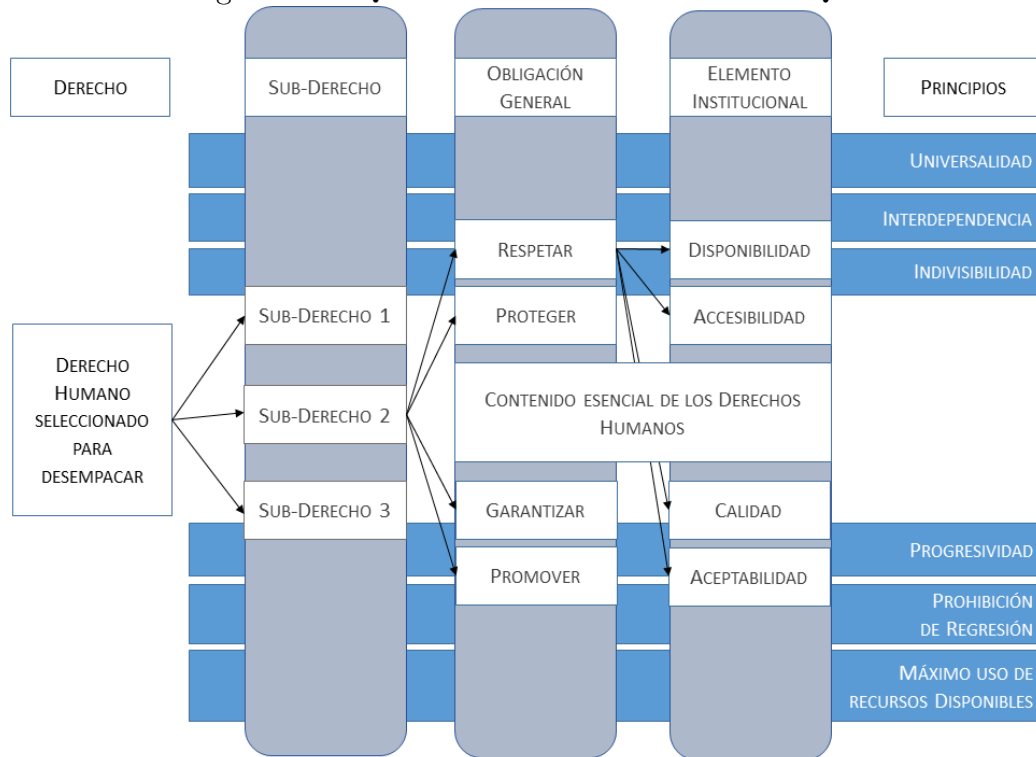 DERECHO
SUB-DERECHO
OBLIGACIÓN
GENERAL
ELEMENTO
INSTITUCIONAL
PRINCIPIOS
UNIVERSALIDAD
INTERDEPENDENCIA
INDIVISIBILIDAD
RESPETAR
DISPONIBILIDAD
SUB-DERECHO 1
PROTEGER
ACCESIBILIDAD
DERECHO
HUMANO
SELECCIONADO
PARA
DESEMPACAR
SUB-DERECHO 2
CONTENIDO ESENCIAL DE LOS DERECHOS
HUMANOS
SUB-DERECHO 3
GARANTIZAR
CALIDAD
PROMOVER
ACEPTABILIDAD
PROGRESIVIDAD
PROHIBICIÓN
DE REGRESIÓN
MÁXIMO USO DE
RECURSOS DISPONIBLES